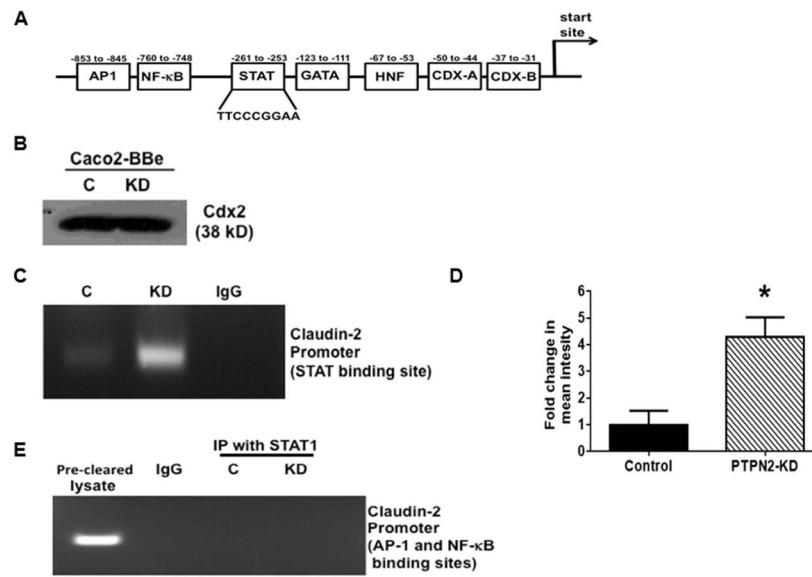 A
start
site
-853 to -845 -760 to -748 -261 to -253 -123 to -111 -67 to -53 -50 to -44 -37 to -31
AP1 NF-κB STAT GATA HNF CDX-A CDX-B
TTCCCGGAA
B
Caco2-BBe
C KD
Cdx2
(38 kD)
C
C KD IgG
Claudin-2
Promoter
(STAT binding site)
D
Fold change in
mean intesity
6
5
4
3
2
1
0
*
Control PTPN2-KD
E
Pre-cleared
lysate
IgG
IP with STAT1
C KD
Claudin-2
Promoter
(AP-1 and NF-κB
binding sites)